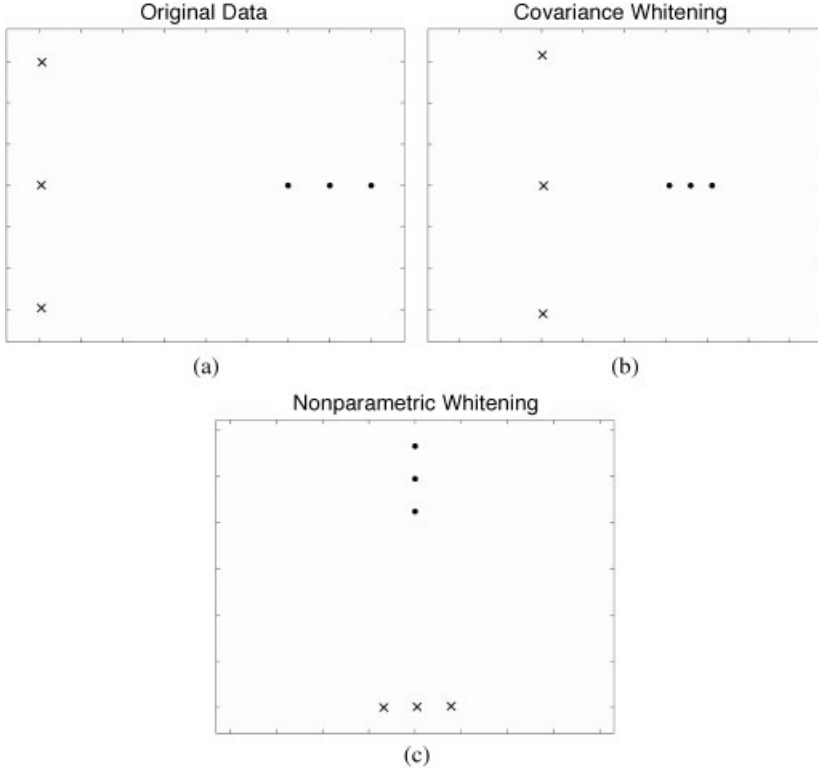 Original Data
Covariance Whitening
(a)
(b)
Nonparametric Whitening
(c)